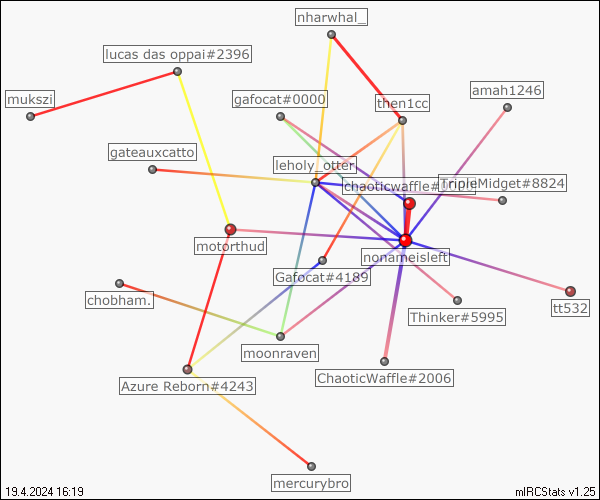 nharwhal_
lucas das oppai#2396
mukszi
gafocat#0000
then1cc
amah1246
gateauxcatto
leholy_otter
chaoticwaffle#0
TripleMidget#8824
motorthud
nonameisleft
Gafocat#4189
chobham.
Thinker#5995
tt532
moonraven
Azure Reborn#4243
ChaoticWaffle#2006
mercurybro
19.4.2024 16:19
mIRCStats v1.25